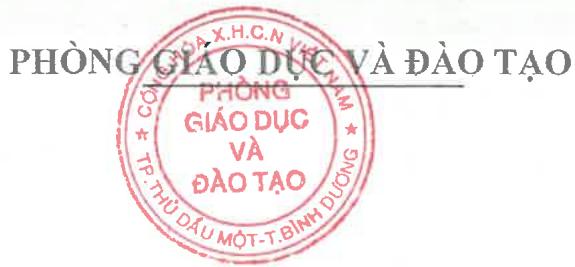 PHÒNG GIÁO DỤC VÀ ĐÀO TẠO
CỘNG HÒA X.H.C.N VIỆT NAM
PHÒNG
GIÁO DỤC
VÀ
ĐÀO TẠO
★ TP.THỦ DẦU MỘT-T.BÌNH DƯƠNG ★